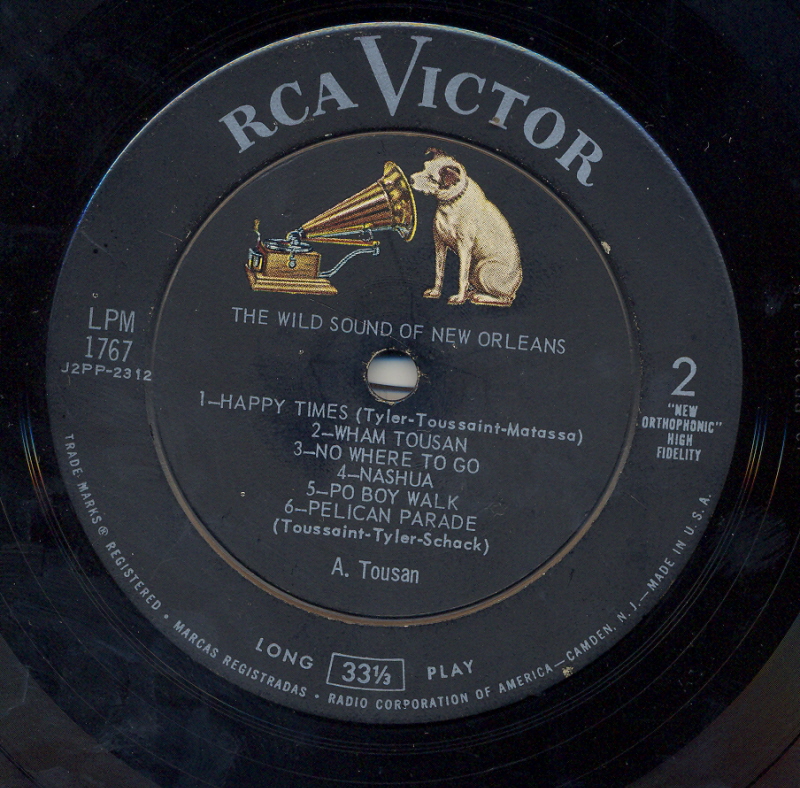 RCA VICTOR
THE WILD SOUND OF NEW ORLEANS
LPM
1767
J2PP-2312
2
"NEW
ORTHOPHONIC"
HIGH
FIDELITY
1—HAPPY TIMES (Tyler-Toussaint-Matassa)
2—WHAM TOUSAN
3—NO WHERE TO GO
4—NASHUA
5—PO BOY WALK
6—PELICAN PARADE
(Toussaint-Tyler-Schack)
A. Tousan
LONG 33⅓ PLAY
TRADE MARKS ® REGISTERED • MARCAS REGISTRADAS • RADIO CORPORATION OF AMERICA—CAMDEN, N.J.—MADE IN U.S.A.